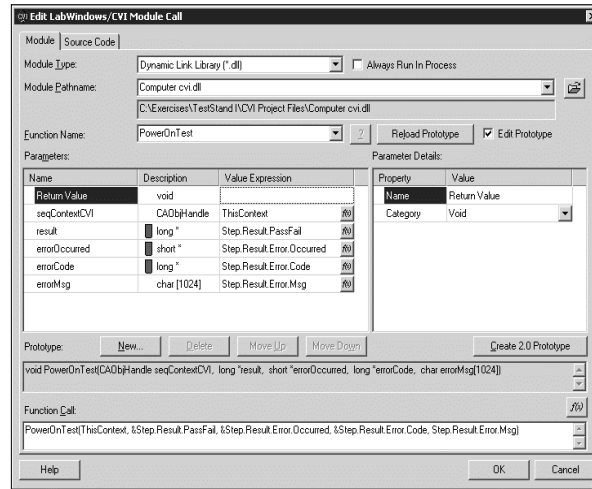 Edit LabWindows/CVI Module Call
Module Source Code
Module Type: Dynamic Link Library (*.dll) Always Run In Process
Module Pathname: Computer cvi.dll
C:\Exercises\TestStand I\CVI Project Files\Computer cvi.dll
Function Name: PowerOnTest ? Reload Prototype Edit Prototype
Parameters: Parameter Details:
Name Description Value Expression Property Value
Return Value void Name Return Value
seqContextCVI CAObjHandle ThisContext f(x) Category Void
result long * Step.Result.PassFail f(x)
errorOccurred short * Step.Result.Error.Occurred f(x)
errorCode long * Step.Result.Error.Code f(x)
errorMsg char [1024] Step.Result.Error.Msg f(x)
Prototype: New... Delete Move Up Move Down Create 2.0 Prototype
void PowerOnTest(CAObjHandle seqContextCVI, long *result, short *errorOccurred, long *errorCode, char errorMsg[1024])
Function Call: f(x)
PowerOnTest(ThisContext, &Step.Result.PassFail, &Step.Result.Error.Occurred, &Step.Result.Error.Code, Step.Result.Error.Msg)
Help OK Cancel